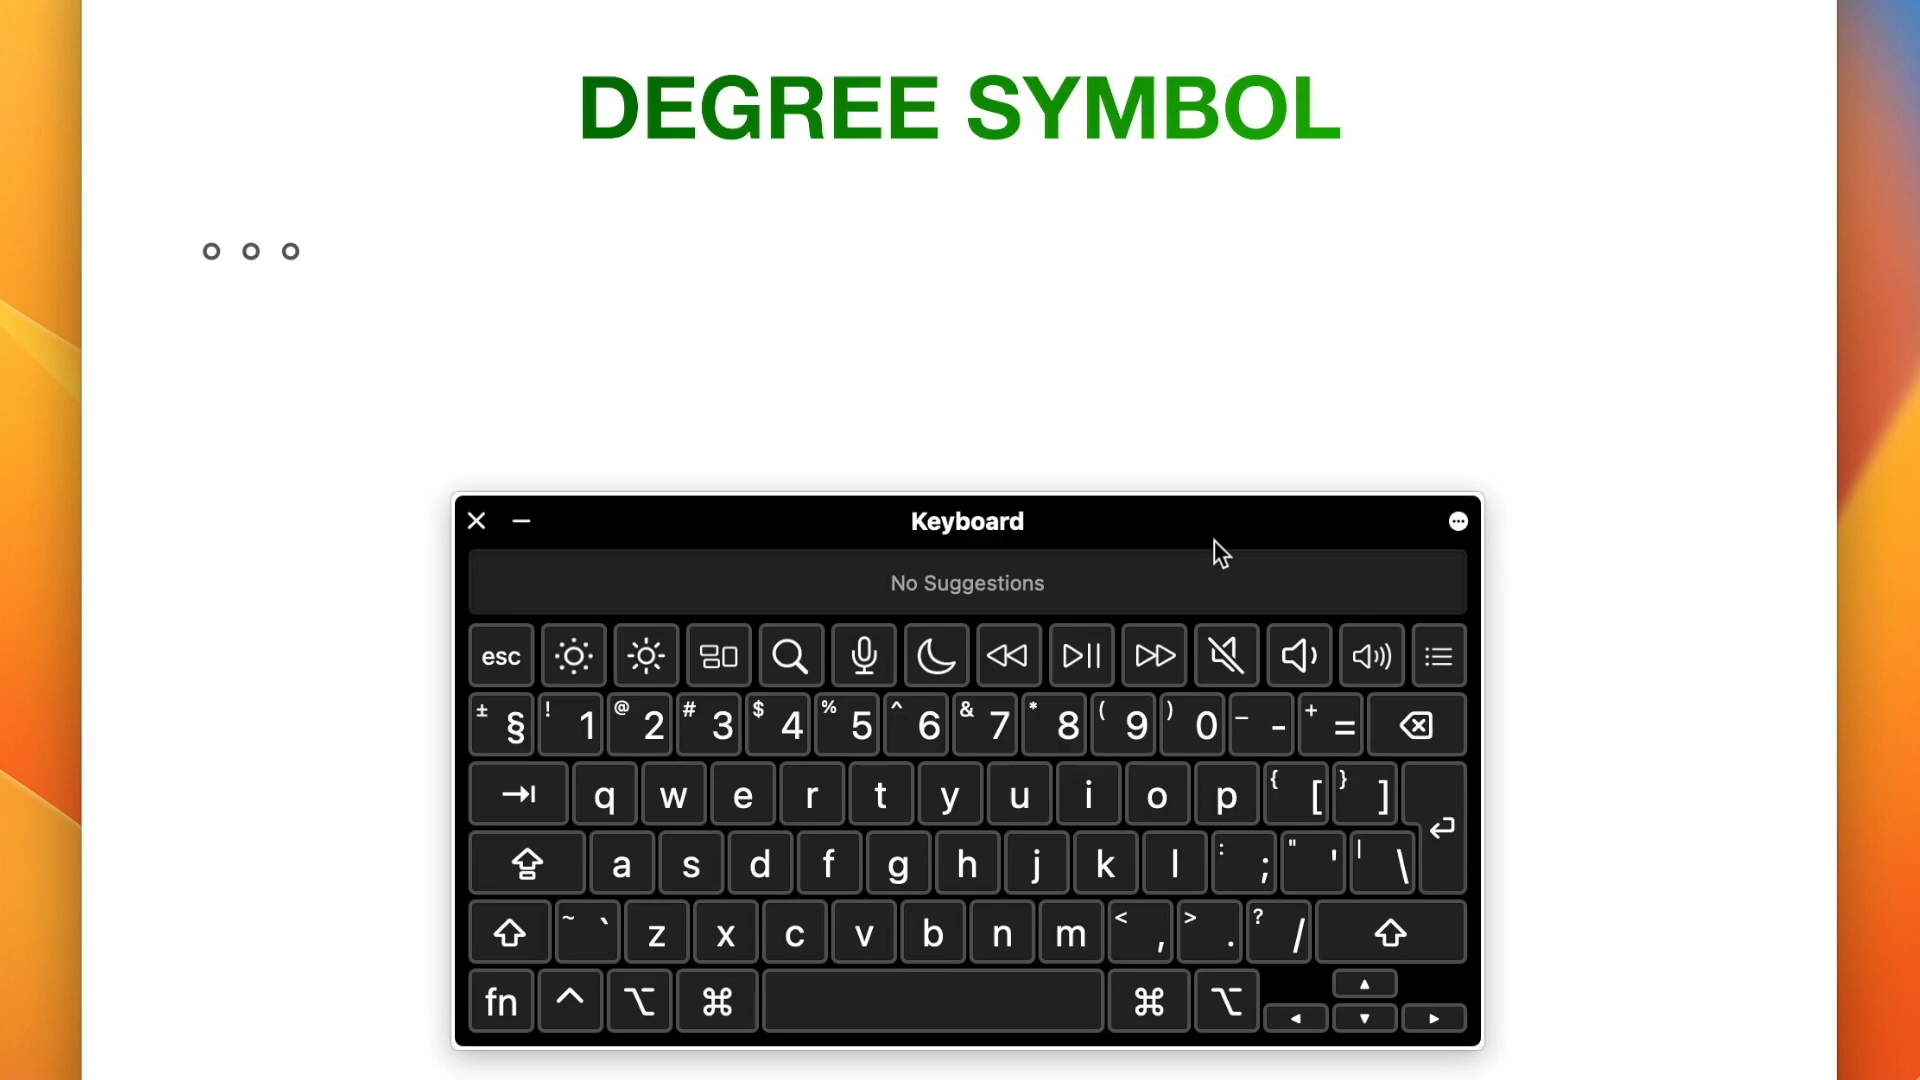 DEGREE SYMBOL
° ° °
Keyboard
No Suggestions
esc
± § ! 1 @ 2 # 3 $ 4 % 5 ^ 6 & 7 * 8 ( 9 ) 0 _ - + =
q w e r t y u i o p { [ } ]
a s d f g h j k l : ; " ' | \
~ ` z x c v b n m < , > . ? /
fn ^ ⌥ ⌘ ⌘ ⌥